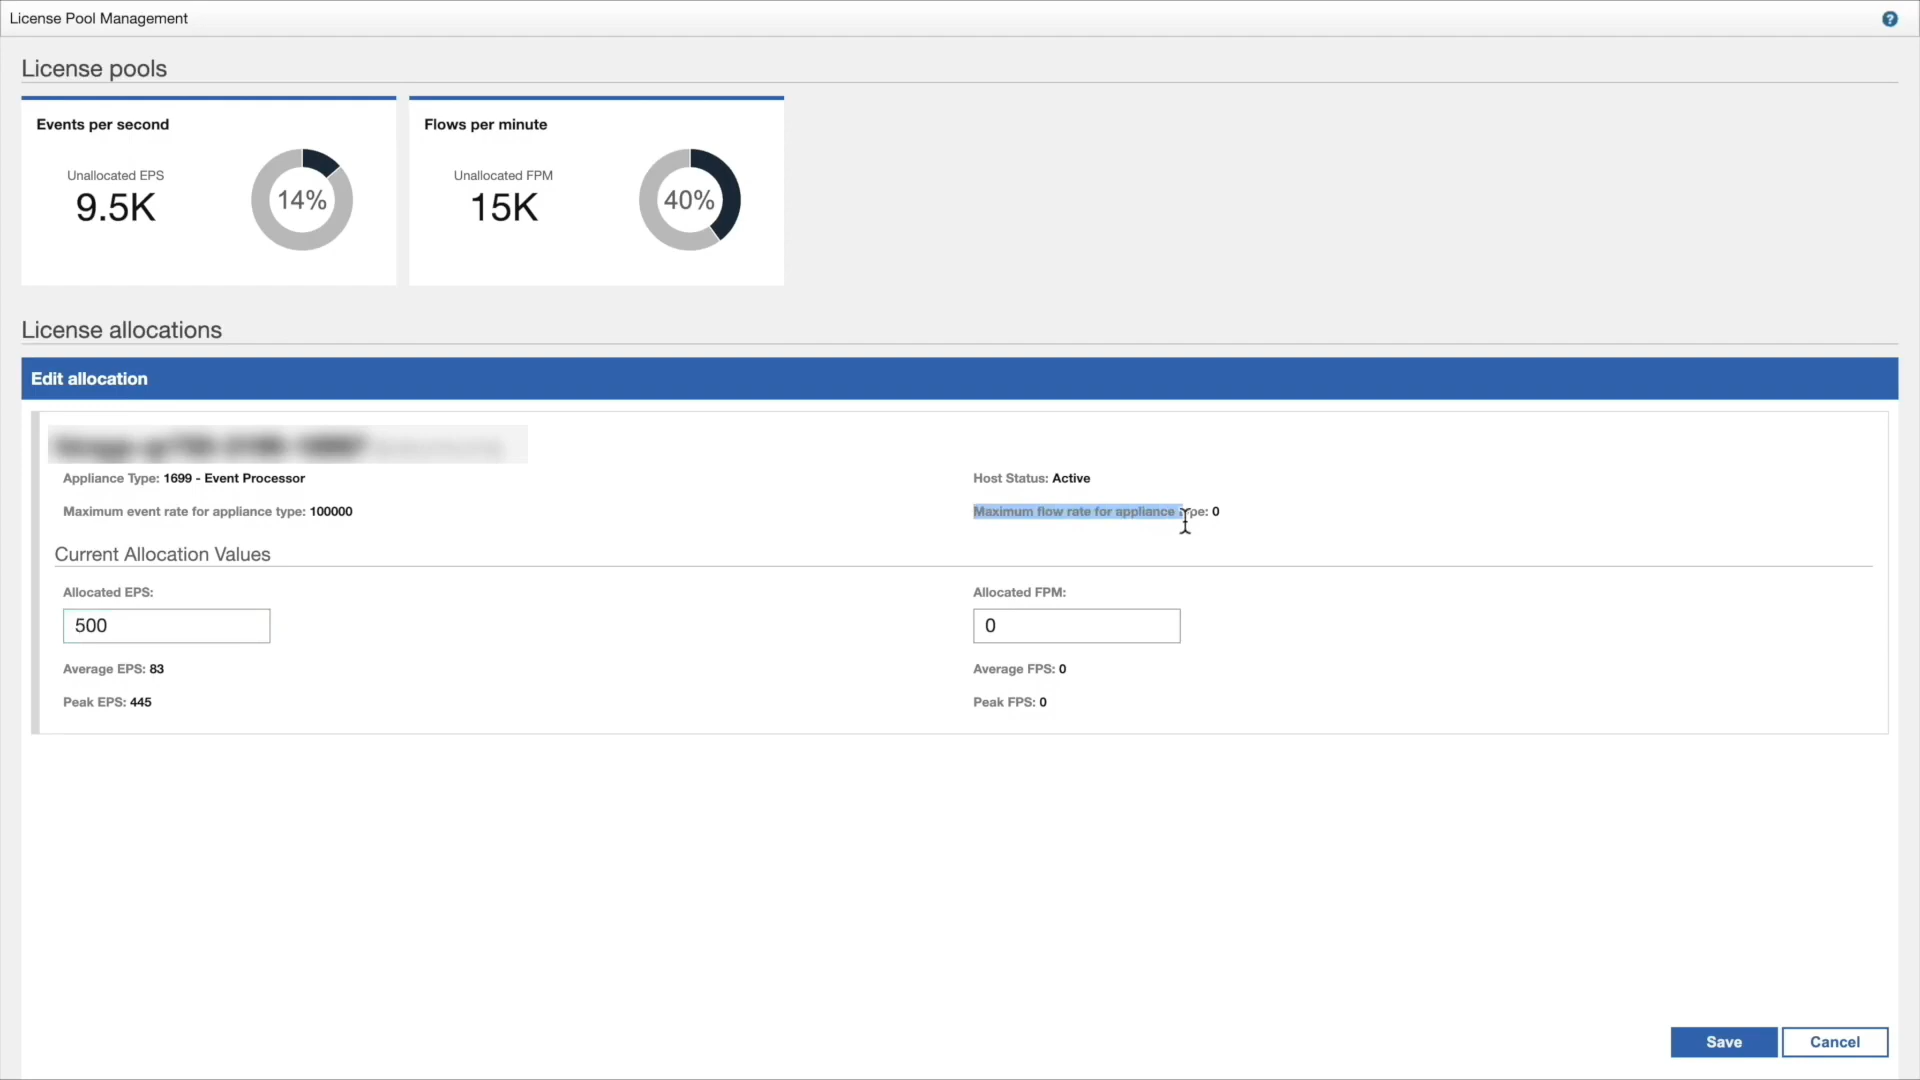 License Pool Management
?
License pools
Events per second
Flows per minute
Unallocated EPS
9.5K
14%
Unallocated FPM
15K
40%
License allocations
Edit allocation
Appliance Type: 1699 - Event Processor
Host Status: Active
Maximum event rate for appliance type: 100000
Maximum flow rate for appliance type: 0
Current Allocation Values
Allocated EPS:
Allocated FPM:
500
0
Average EPS: 83
Average FPS: 0
Peak EPS: 445
Peak FPS: 0
Save
Cancel